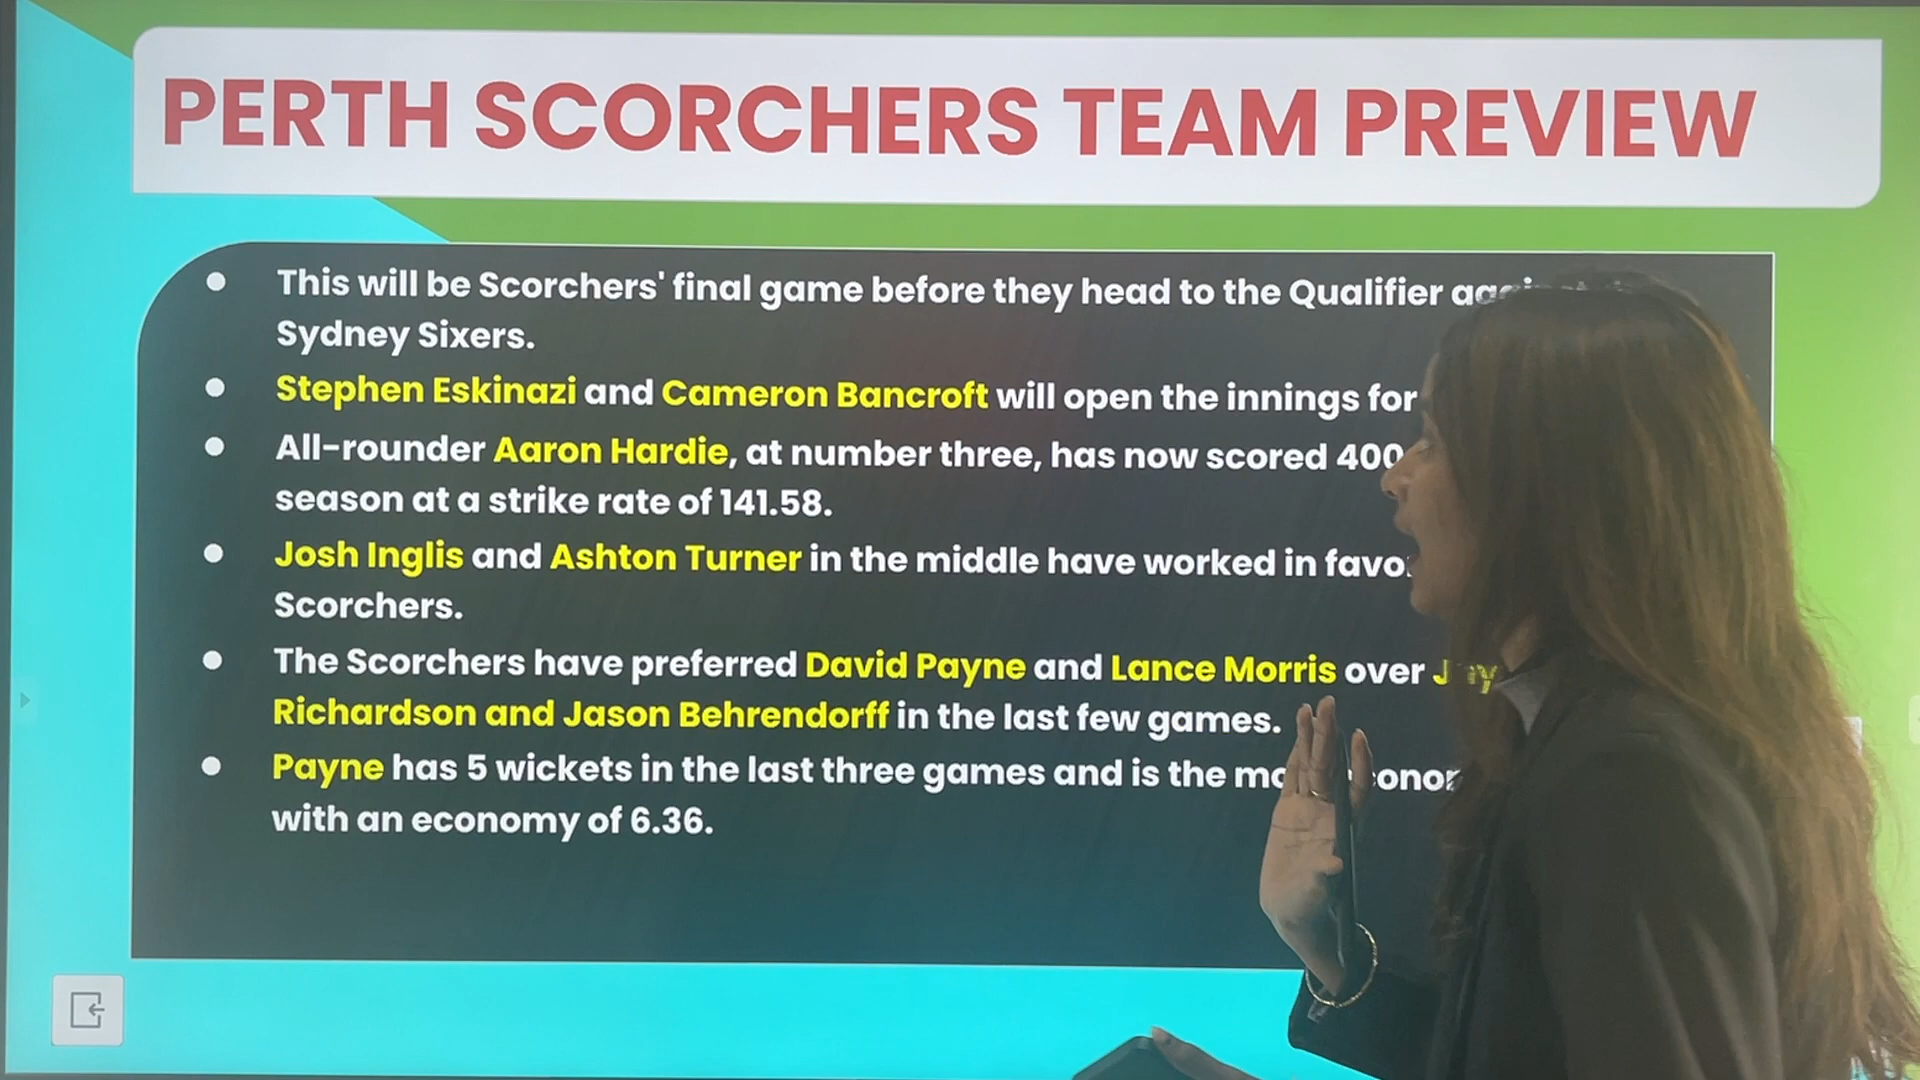 PERTH SCORCHERS TEAM PREVIEW
This will be Scorchers' final game before they head to the Qualifier
Sydney Sixers.
Stephen Eskinazi and Cameron Bancroft will open the innings for
All-rounder Aaron Hardie, at number three, has now scored 400
season at a strike rate of 141.58.
Josh Inglis and Ashton Turner in the middle have worked in
Scorchers.
The Scorchers have preferred David Payne and Lance Morris over
Richardson and Jason Behrendorff in the last few games.
Payne has 5 wickets in the last three games and is the
with an economy of 6.36.